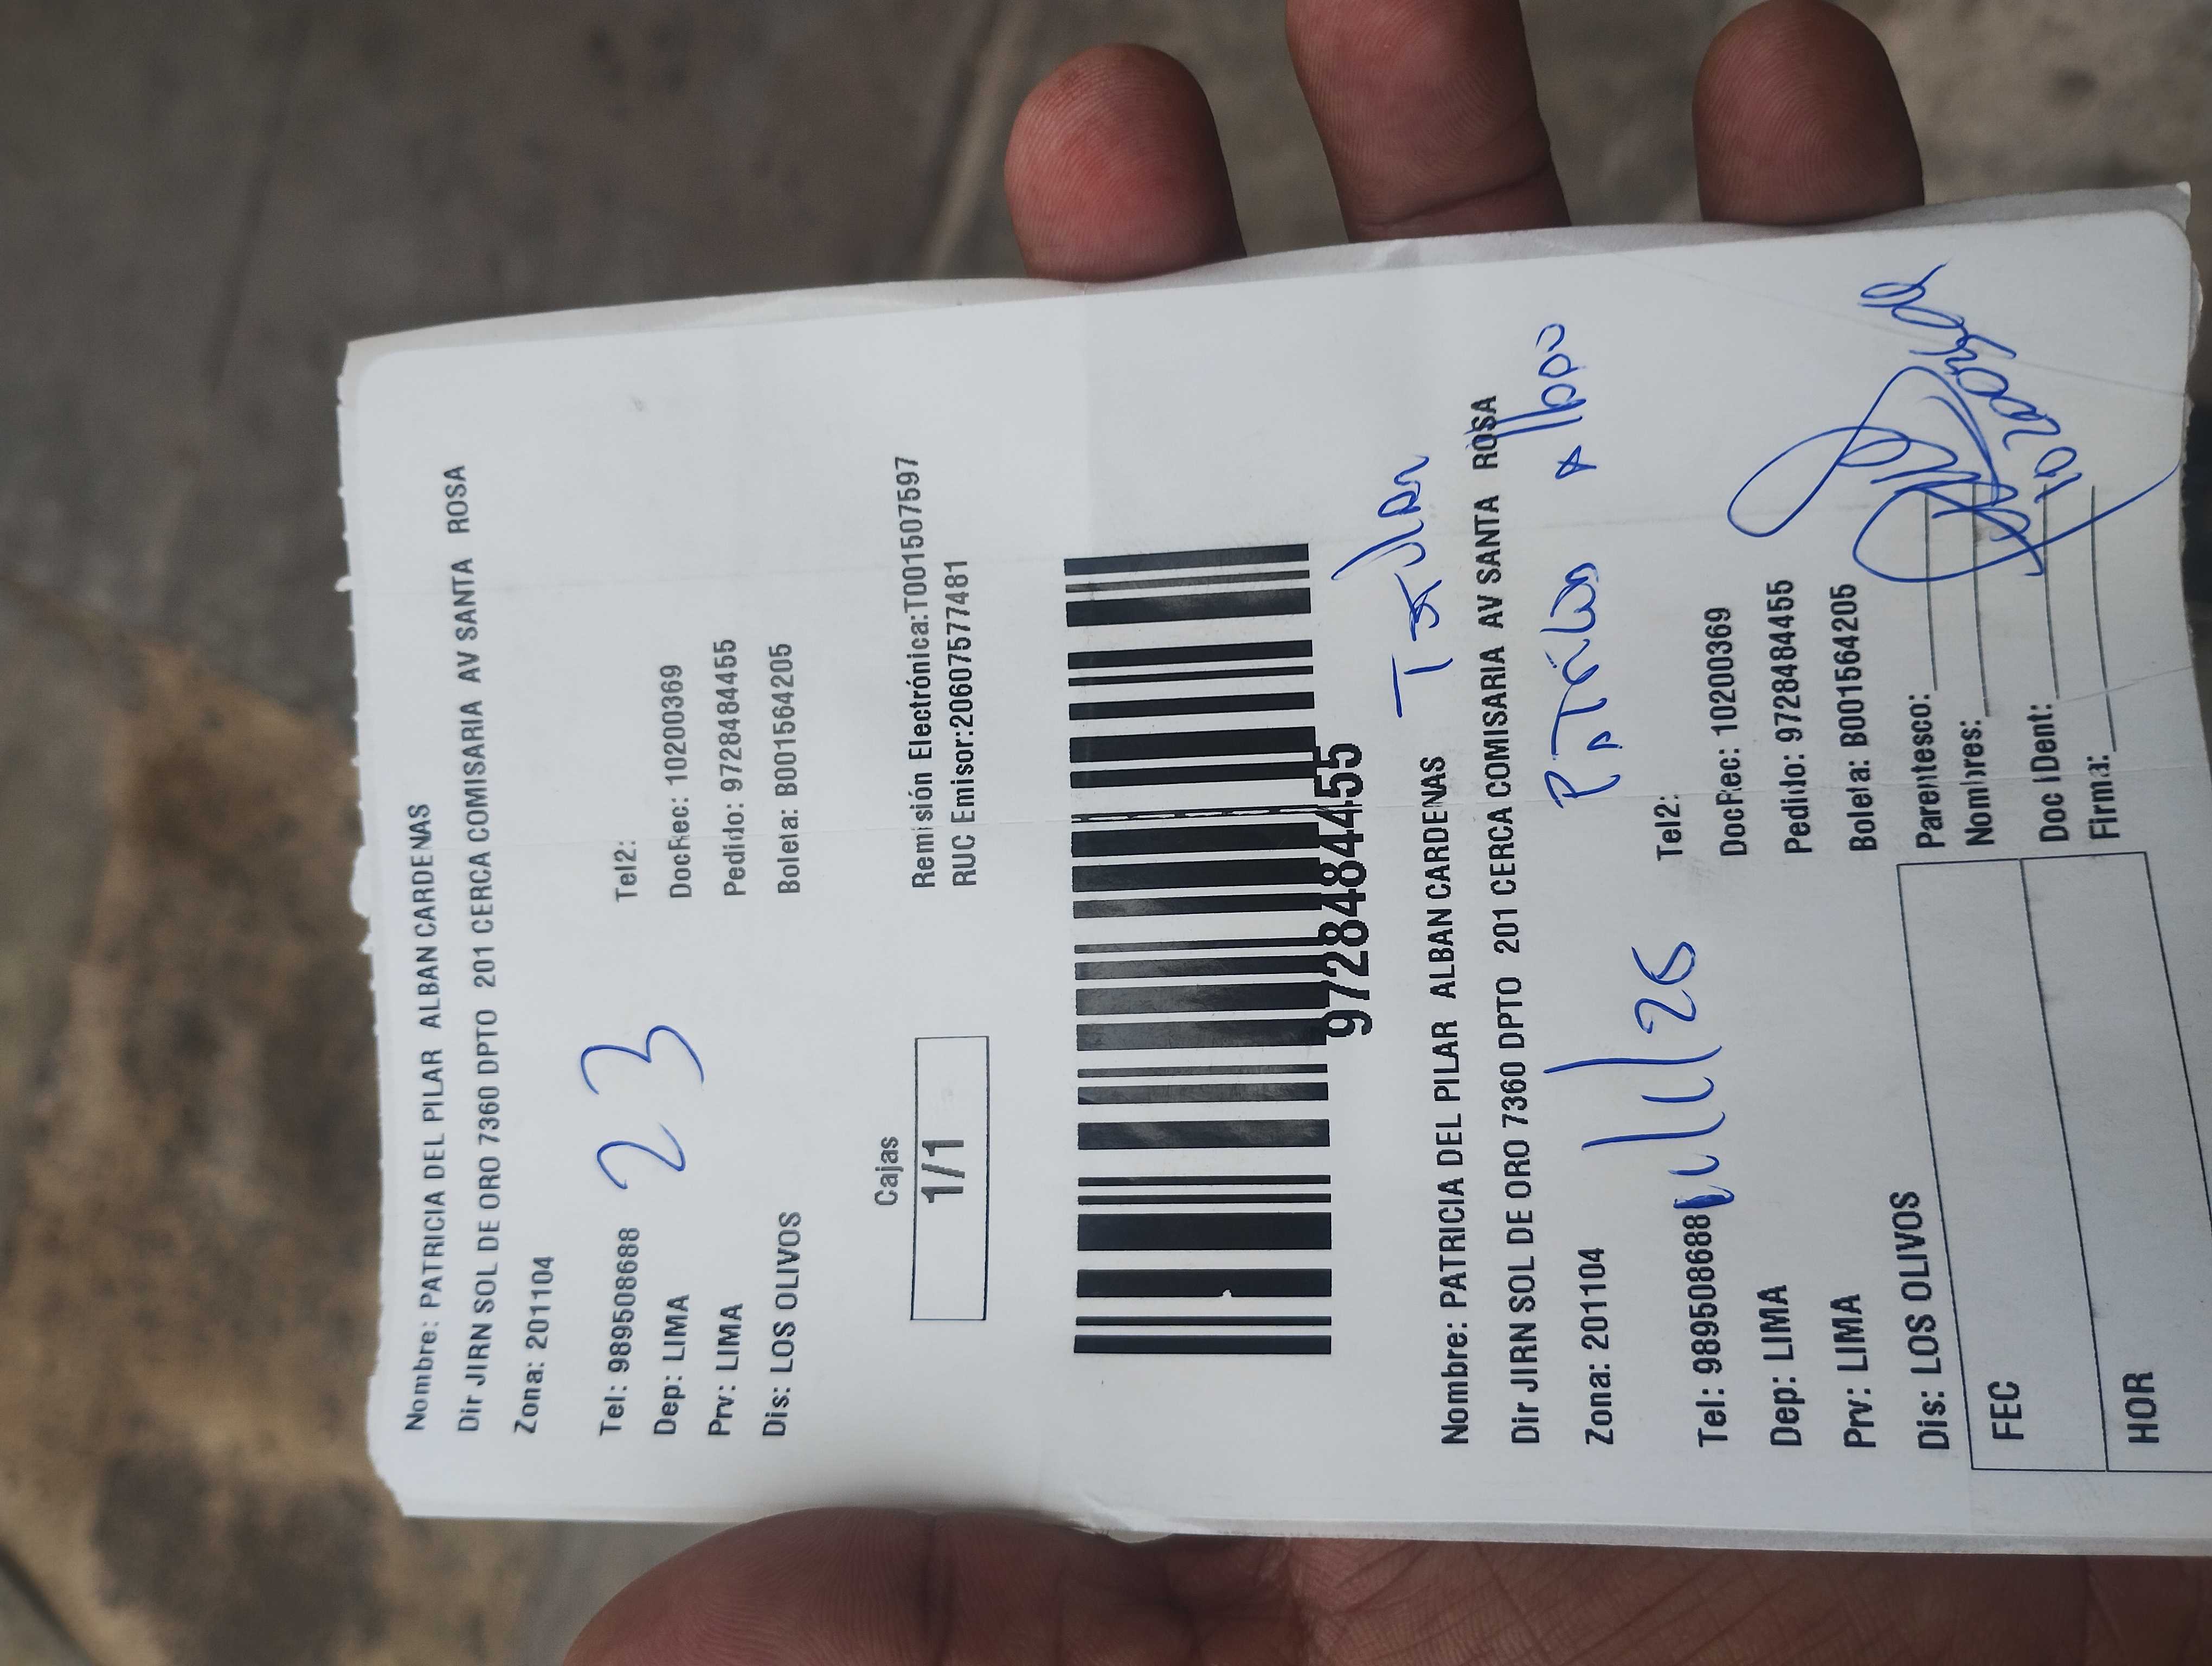 Nombre: PATRICIA DEL PILAR ALBAN CARDENAS
Dir JIRN SOL DE ORO 7360 DPTO 201 CERCA COMISARIA AV SANTA ROSA
Zona: 201104
23
Tel: 989508688 Tel2:
Dep: LIMA DocRec: 10200369
Prv: LIMA Pedido: 9728484455
Dis: LOS OLIVOS Boleta: B001564205
Cajas
1/1
Remisión Electrónica:T001507597
RUC Emisor:20607577481
9728484455
Nombre: PATRICIA DEL PILAR ALBAN CARDENAS
Dir JIRN SOL DE ORO 7360 DPTO 201 CERCA COMISARIA AV SANTA ROSA
Zona: 201104
Tel: 989508688 Tel2:
Dep: LIMA DocRec: 10200369
Prv: LIMA Pedido: 9728484455
Dis: LOS OLIVOS Boleta: B001564205
FEC
HOR
Parentesco:
Nombres:
Doc IDent:
Firma: